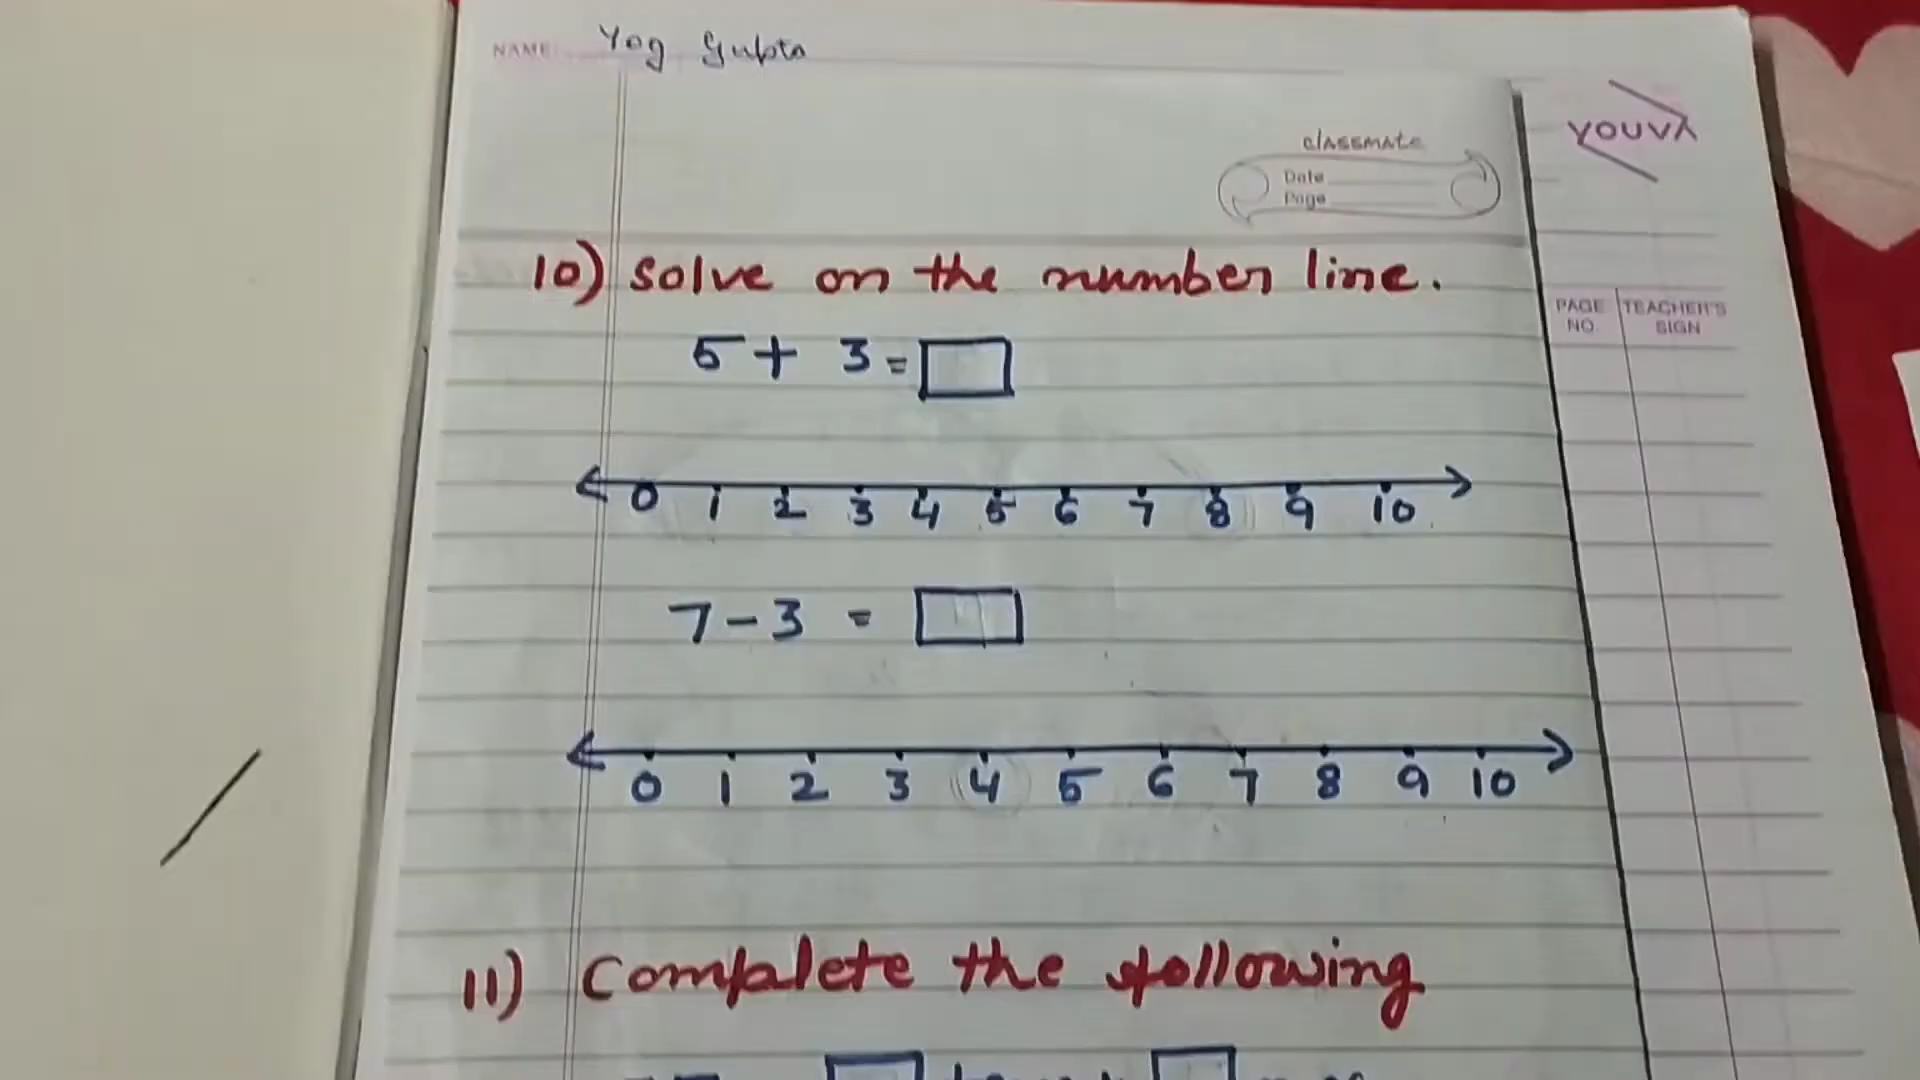 NAME: Yog Gupta
classmate
Date
Page
YOUVA
PAGE NO.
TEACHER'S SIGN
10) Solve on the number line.
5 + 3 =
0 1 2 3 4 5 6 7 8 9 10
7 - 3 =
0 1 2 3 4 5 6 7 8 9 10
11) Complete the following